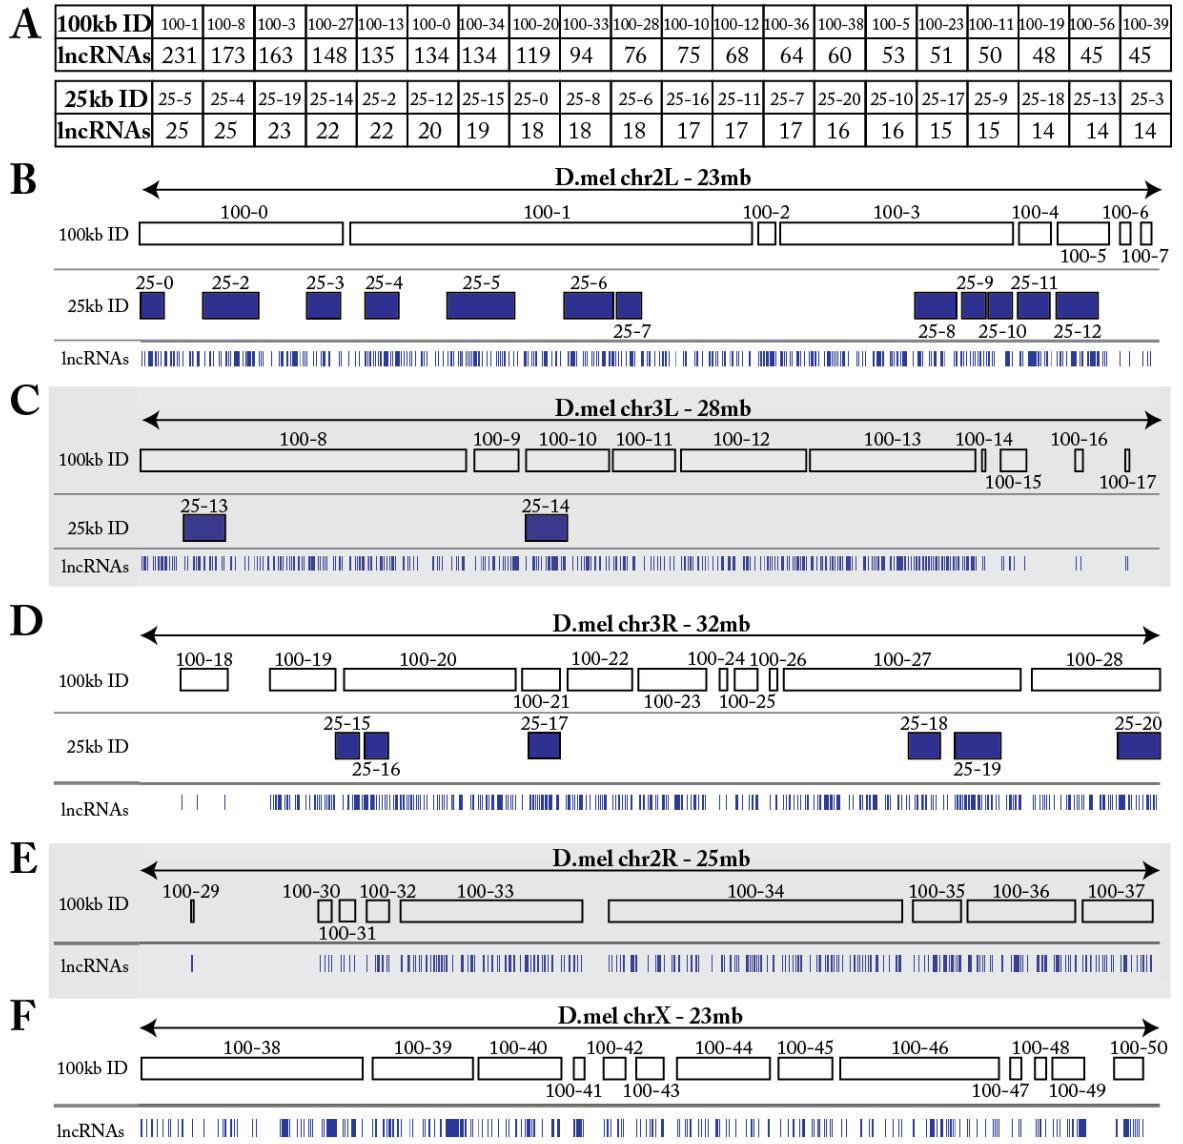 A
100kb ID 100-1 100-8 100-3 100-27 100-13 100-0 100-34 100-20 100-33 100-28 100-10 100-12 100-36 100-38 100-5 100-23 100-11 100-19 100-56 100-39
lncRNAs 231 173 163 148 135 134 134 119 94 76 75 68 64 60 53 51 50 48 45 45
25kb ID 25-5 25-4 25-19 25-14 25-2 25-12 25-15 25-0 25-8 25-6 25-16 25-11 25-7 25-20 25-10 25-17 25-9 25-18 25-13 25-3
lncRNAs 25 25 23 22 22 20 19 18 18 18 17 17 17 16 16 15 15 14 14 14
B
D.mel chr2L - 23mb
100-0 100-1 100-2 100-3 100-4 100-6
100kb ID
100-5 100-7
25-0 25-2 25-3 25-4 25-5 25-6 25-9 25-11
25kb ID
25-7 25-8 25-10 25-12
lncRNAs
C
D.mel chr3L - 28mb
100-8 100-9 100-10 100-11 100-12 100-13 100-14 100-16
100kb ID
100-15 100-17
25-13 25-14
25kb ID
lncRNAs
D
D.mel chr3R - 32mb
100-18 100-19 100-20 100-22 100-24 100-26 100-27 100-28
100kb ID
100-21 100-23 100-25
25-15 25-17 25-18 25-20
25kb ID
25-16 25-19
lncRNAs
E
D.mel chr2R - 25mb
100-29 100-30 100-32 100-33 100-34 100-35 100-36 100-37
100kb ID
100-31
lncRNAs
F
D.mel chrX - 23mb
100-38 100-39 100-40 100-42 100-44 100-45 100-46 100-48 100-50
100kb ID
100-41 100-43 100-47 100-49
lncRNAs